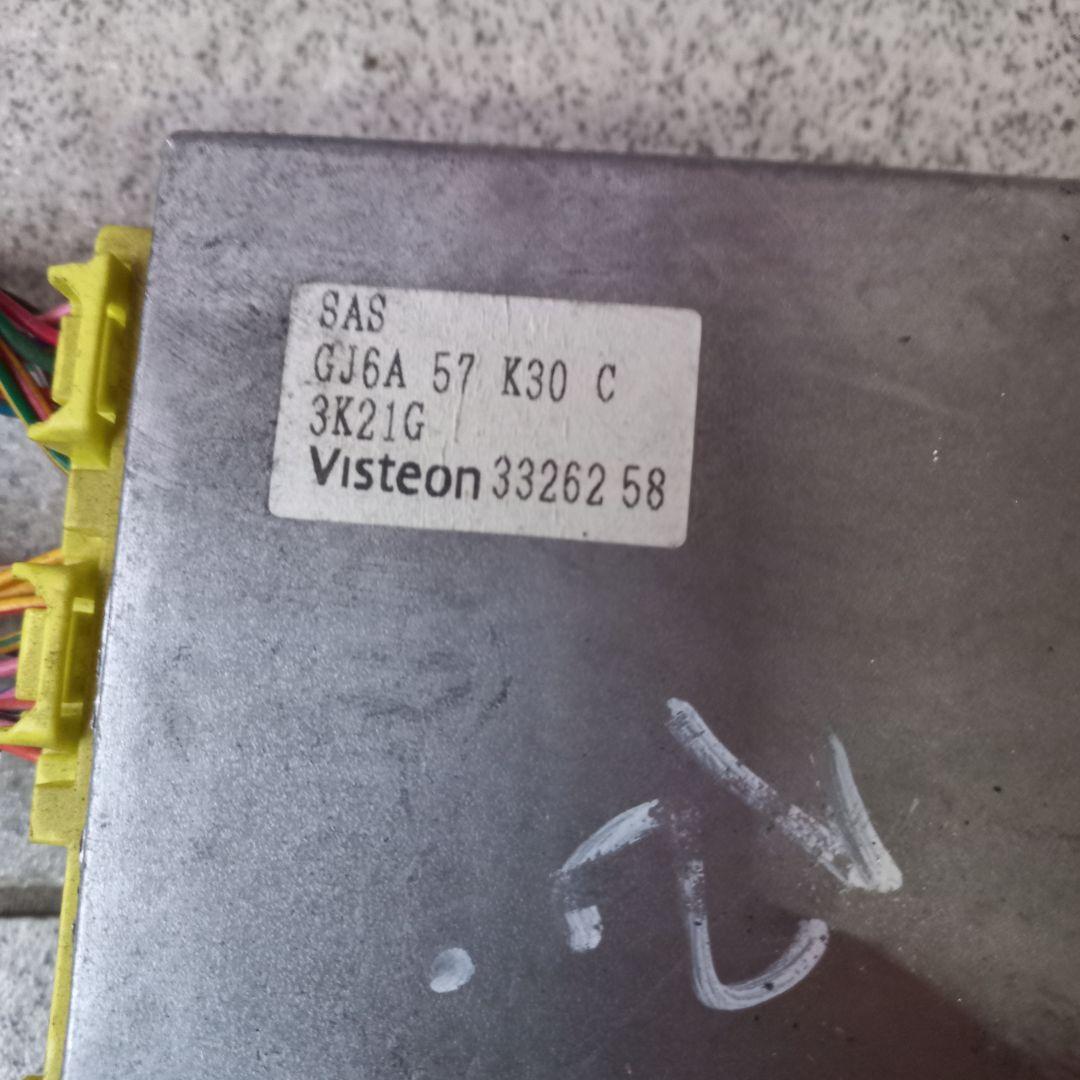 SAS
GJ6A 57 K30 C
3K21G
Visteon 33262 58